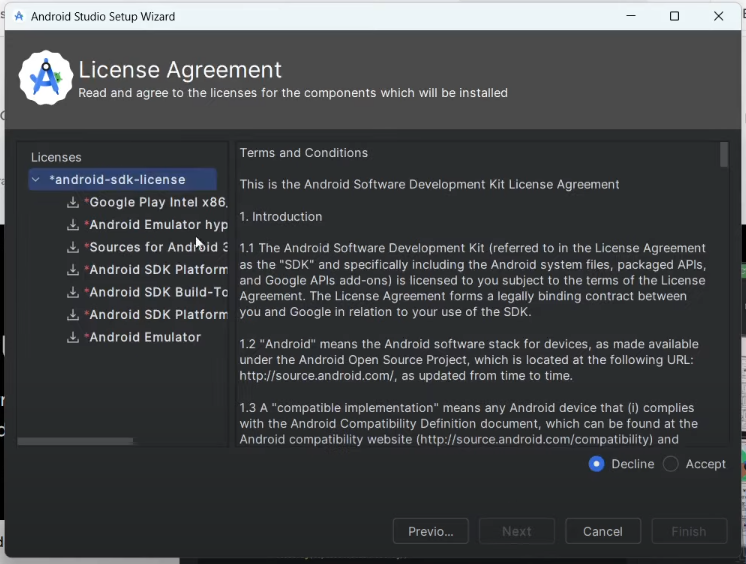 Android Studio Setup Wizard
License Agreement
Read and agree to the licenses for the components which will be installed
Licenses
*android-sdk-license
*Google Play Intel x86_
*Android Emulator hyp
*Sources for Android 3
*Android SDK Platform
*Android SDK Build-To
*Android SDK Platform
*Android Emulator
Terms and Conditions
This is the Android Software Development Kit License Agreement
1. Introduction
1.1 The Android Software Development Kit (referred to in the License Agreement
as the "SDK" and specifically including the Android system files, packaged APIs,
and Google APIs add-ons) is licensed to you subject to the terms of the License
Agreement. The License Agreement forms a legally binding contract between
you and Google in relation to your use of the SDK.
1.2 "Android" means the Android software stack for devices, as made available
under the Android Open Source Project, which is located at the following URL:
http://source.android.com/, as updated from time to time.
1.3 A "compatible implementation" means any Android device that (i) complies
with the Android Compatibility Definition document, which can be found at the
Android compatibility website (http://source.android.com/compatibility) and
Decline Accept
Previo... Next Cancel Finish